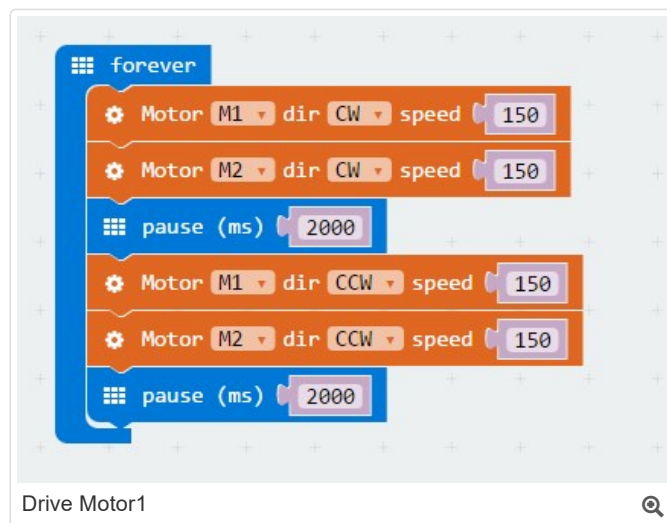 forever
Motor M1 dir CW speed 150
Motor M2 dir CW speed 150
pause (ms) 2000
Motor M1 dir CCW speed 150
Motor M2 dir CCW speed 150
pause (ms) 2000
Drive Motor1